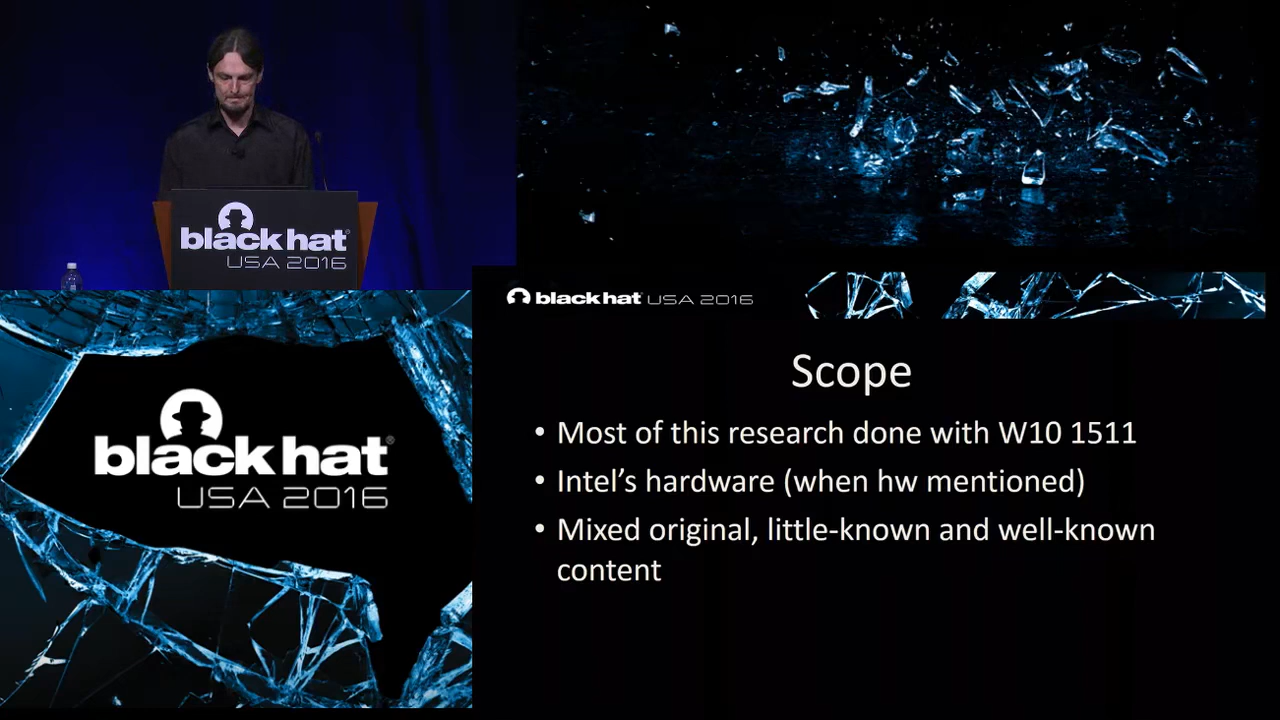 black hat
USA 2016
black hat USA 2016
Scope
• Most of this research done with W10 1511
• Intel's hardware (when hw mentioned)
• Mixed original, little-known and well-known
content
black hat®
USA 2016